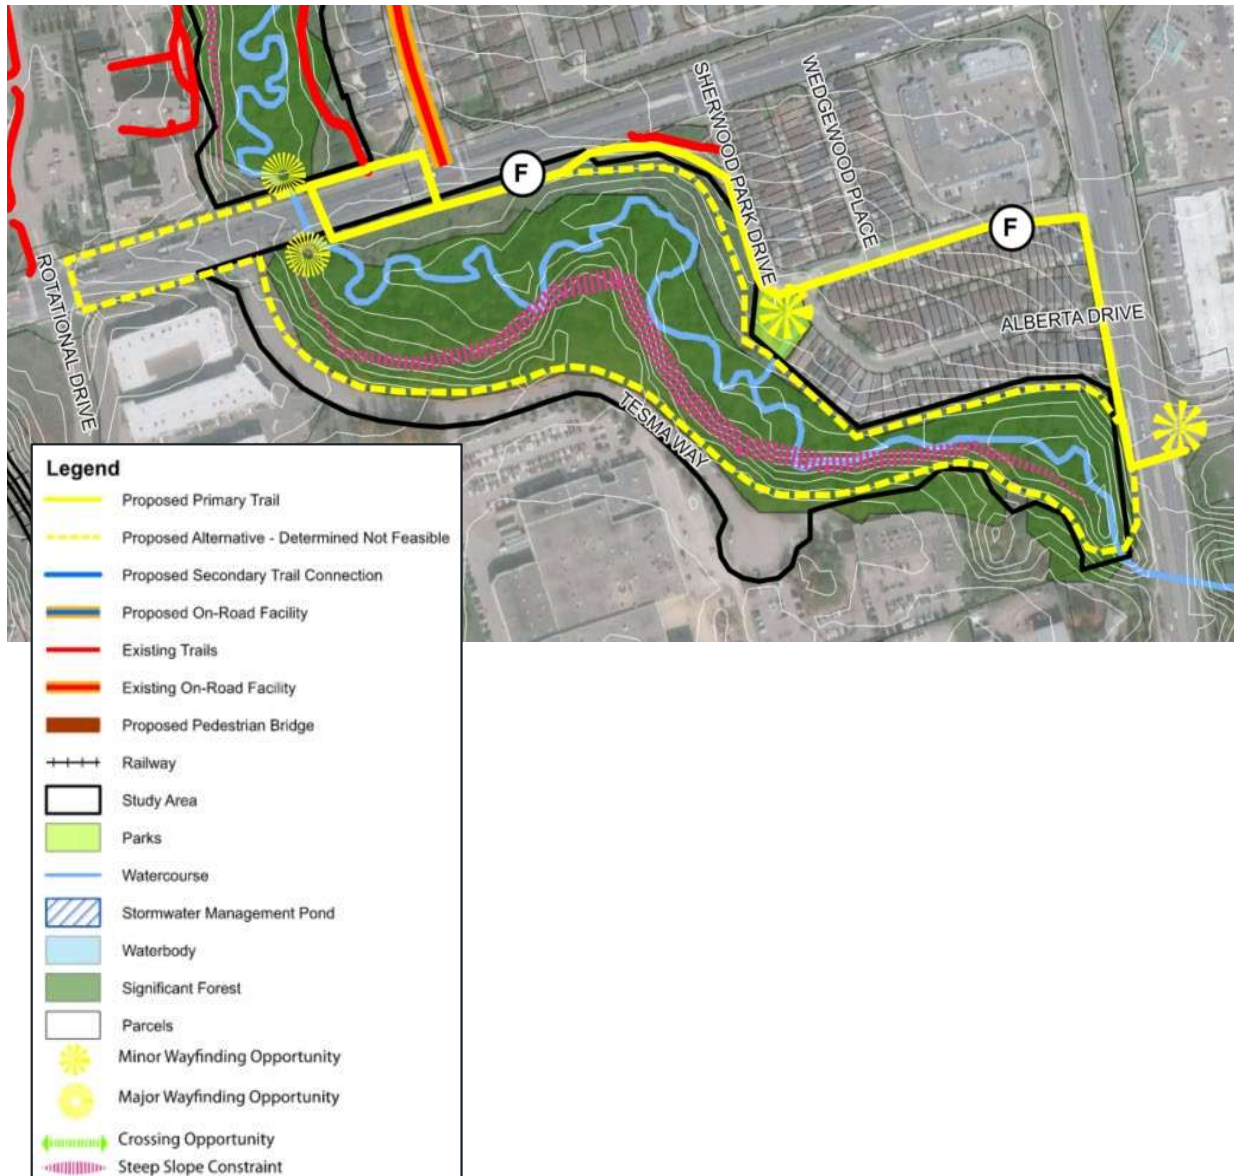 SHERWOOD PARK DRIVE
WEDGEWOOD PLACE
F
F
ROTATIONAL DRIVE
ALBERTA DRIVE
TESMA WAY
Legend
Proposed Primary Trail
Proposed Alternative - Determined Not Feasible
Proposed Secondary Trail Connection
Proposed On-Road Facility
Existing Trails
Existing On-Road Facility
Proposed Pedestrian Bridge
Railway
Study Area
Parks
Watercourse
Stormwater Management Pond
Waterbody
Significant Forest
Parcels
Minor Wayfinding Opportunity
Major Wayfinding Opportunity
Crossing Opportunity
Steep Slope Constraint